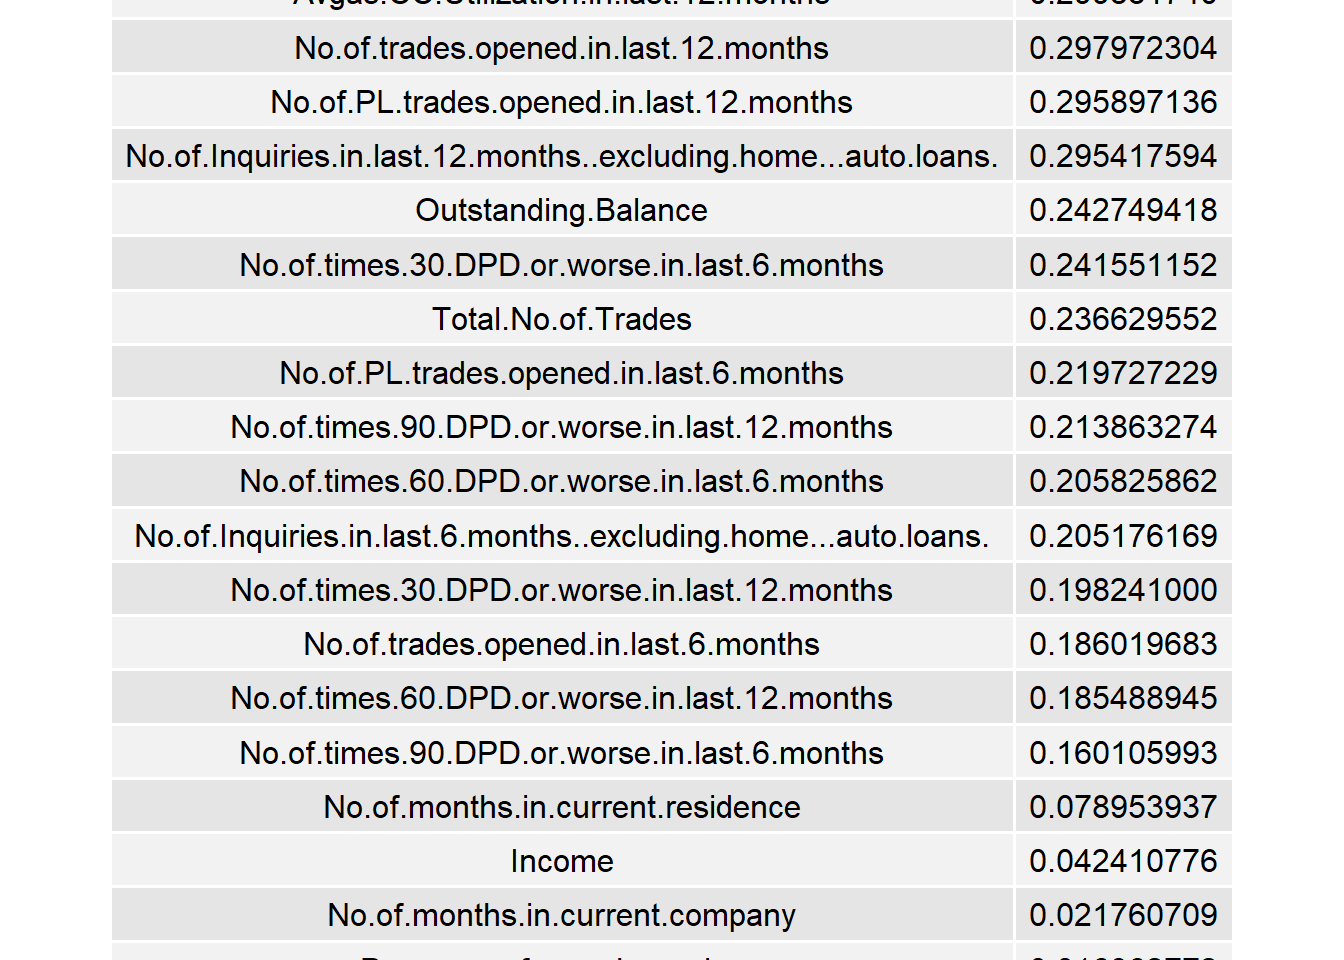 No.of.trades.opened.in.last.12.months 0.297972304
No.of.PL.trades.opened.in.last.12.months 0.295897136
No.of.Inquiries.in.last.12.months..excluding.home...auto.loans. 0.295417594
Outstanding.Balance 0.242749418
No.of.times.30.DPD.or.worse.in.last.6.months 0.241551152
Total.No.of.Trades 0.236629552
No.of.PL.trades.opened.in.last.6.months 0.219727229
No.of.times.90.DPD.or.worse.in.last.12.months 0.213863274
No.of.times.60.DPD.or.worse.in.last.6.months 0.205825862
No.of.Inquiries.in.last.6.months..excluding.home...auto.loans. 0.205176169
No.of.times.30.DPD.or.worse.in.last.12.months 0.198241000
No.of.trades.opened.in.last.6.months 0.186019683
No.of.times.60.DPD.or.worse.in.last.12.months 0.185488945
No.of.times.90.DPD.or.worse.in.last.6.months 0.160105993
No.of.months.in.current.residence 0.078953937
Income 0.042410776
No.of.months.in.current.company 0.021760709